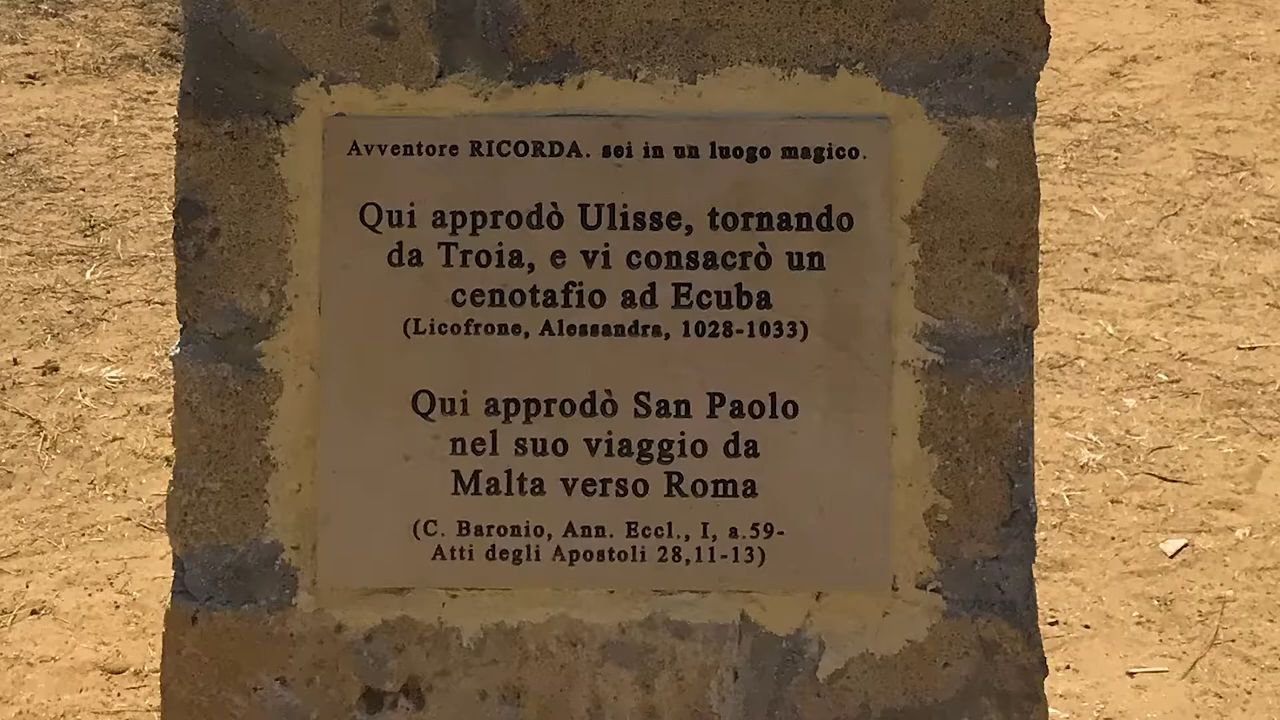 Avventore RICORDA. sei in un luogo magico.
Qui approdò Ulisse, tornando
da Troia, e vi consacrò un
cenotafio ad Ecuba
(Licofrone, Alessandra, 1028-1033)
Qui approdò San Paolo
nel suo viaggio da
Malta verso Roma
(C. Baronio, Ann. Eccl., I, a.59-
Atti degli Apostoli 28,11-13)